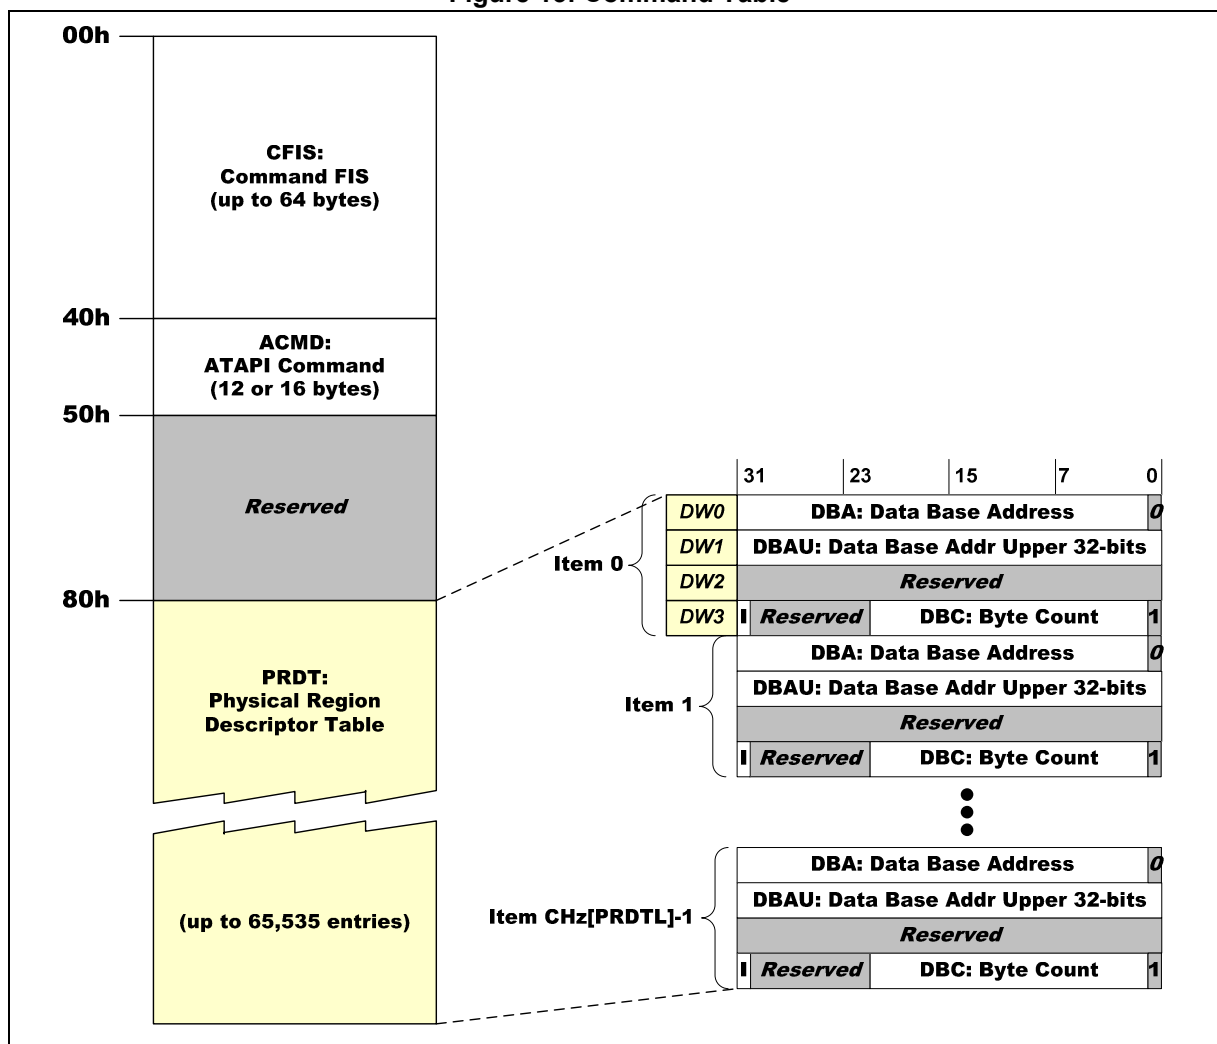 00h
CFIS:
Command FIS
(up to 64 bytes)
40h
ACMD:
ATAPI Command
(12 or 16 bytes)
50h
Reserved
80h
PRDT:
Physical Region
Descriptor Table
(up to 65,535 entries)
31 23 15 7 0
Item 0
DW0 DBA: Data Base Address 0
DW1 DBAU: Data Base Addr Upper 32-bits
DW2 Reserved
DW3 I Reserved DBC: Byte Count 1
Item 1
DBA: Data Base Address 0
DBAU: Data Base Addr Upper 32-bits
Reserved
I Reserved DBC: Byte Count 1
Item CHz[PRDTL]-1
DBA: Data Base Address 0
DBAU: Data Base Addr Upper 32-bits
Reserved
I Reserved DBC: Byte Count 1